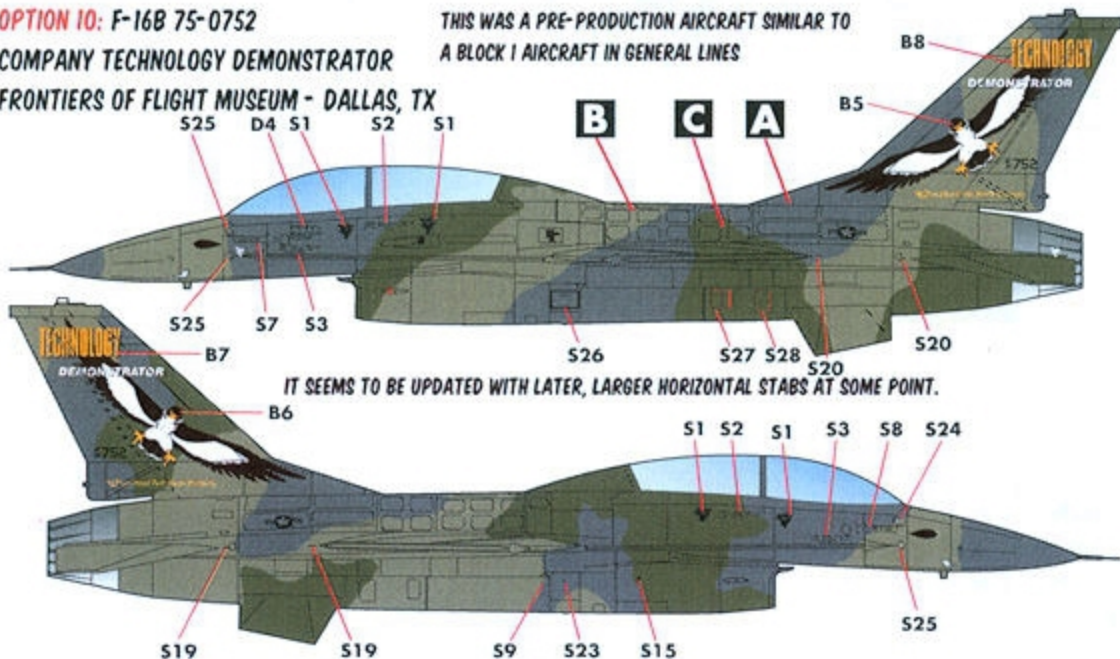 OPTION 10: F-16B 75-0752
COMPANY TECHNOLOGY DEMONSTRATOR
FRONTIERS OF FLIGHT MUSEUM - DALLAS, TX
THIS WAS A PRE-PRODUCTION AIRCRAFT SIMILAR TO
A BLOCK 1 AIRCRAFT IN GENERAL LINES
B8
TECHNOLOGY
DEMONSTRATOR
B5
5752
S25 D4 S1 S2 S1
B C A
S25 S7 S3
S26 S27 S28 S20 S20
TECHNOLOGY
DEMONSTRATOR
B7
IT SEEMS TO BE UPDATED WITH LATER, LARGER HORIZONTAL STABS AT SOME POINT.
B6
5752
S1 S2 S1 S3 S8 S24
S25
S19 S19 S9 S23 S15